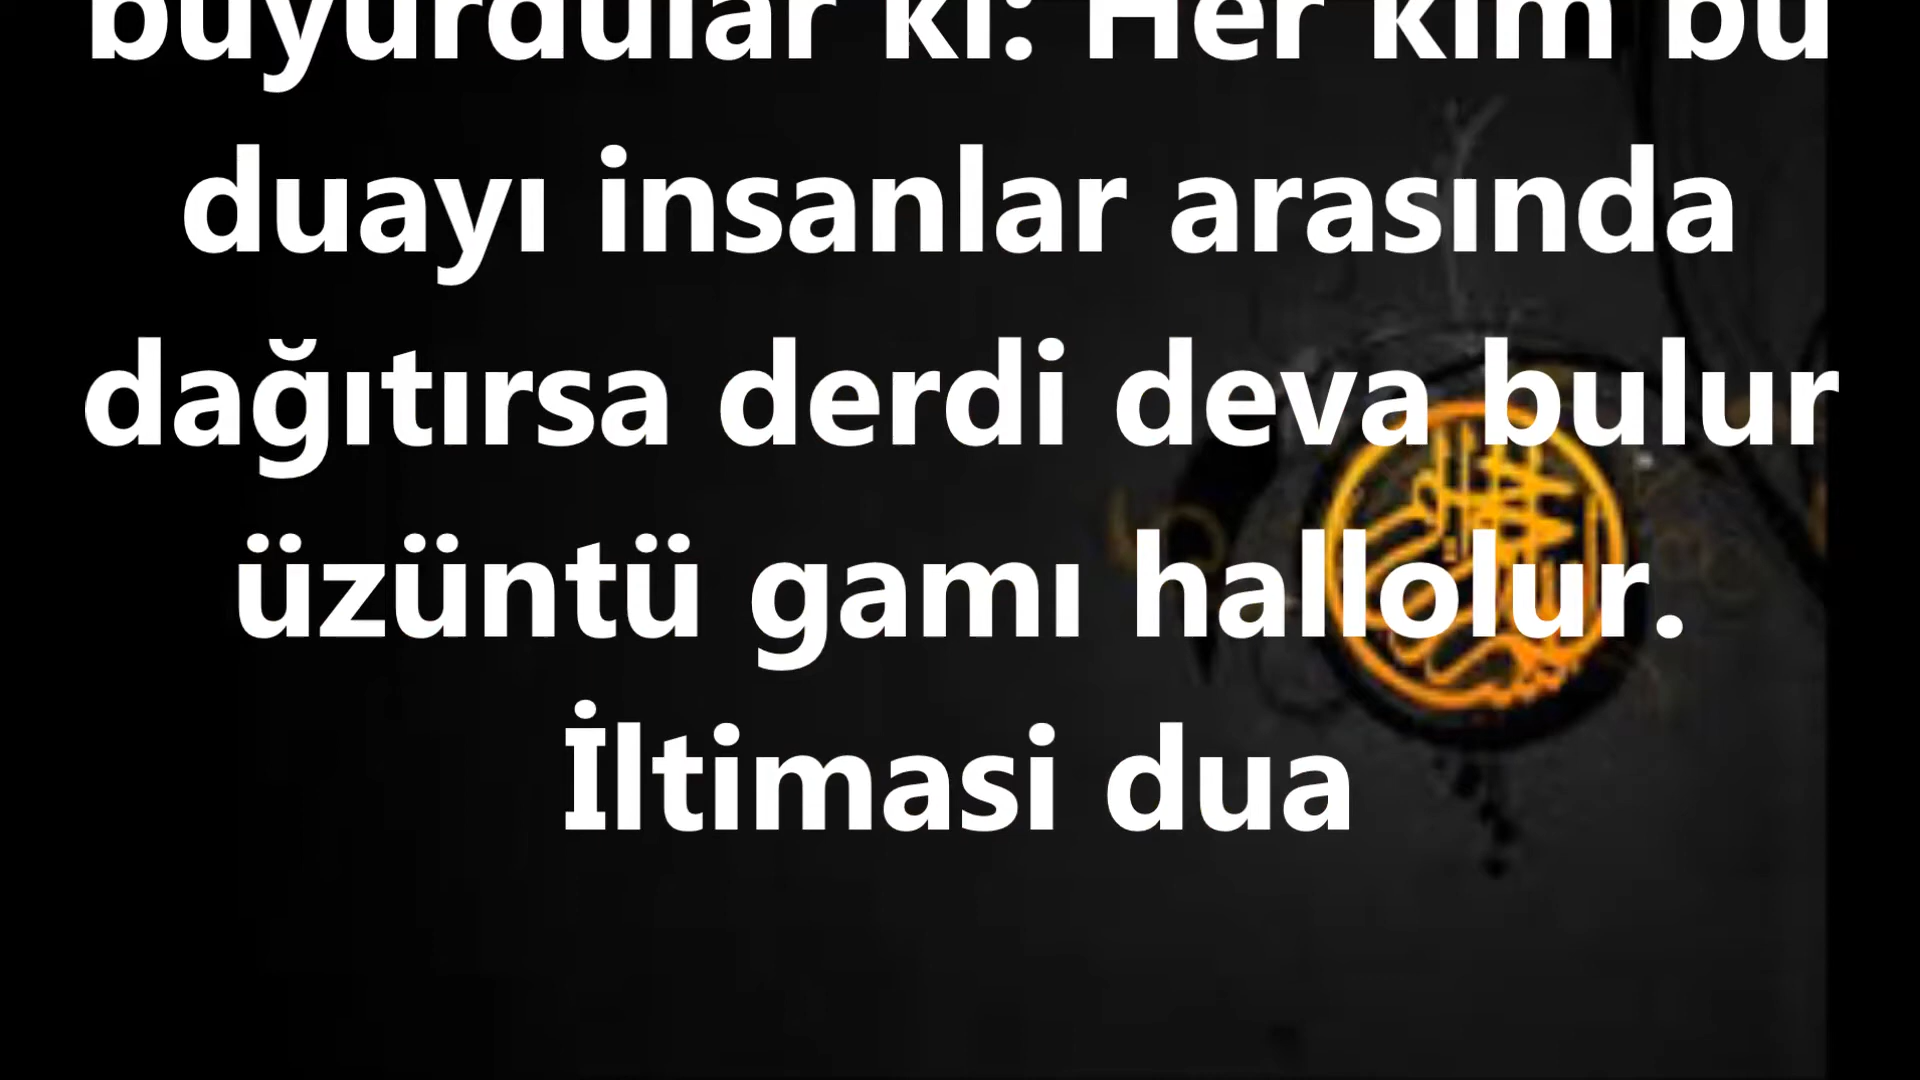 buyurdular ki: Her kim bu
duayı insanlar arasında
dağıtırsa derdi deva bulur
üzüntü gamı hallolur.
İltimasi dua